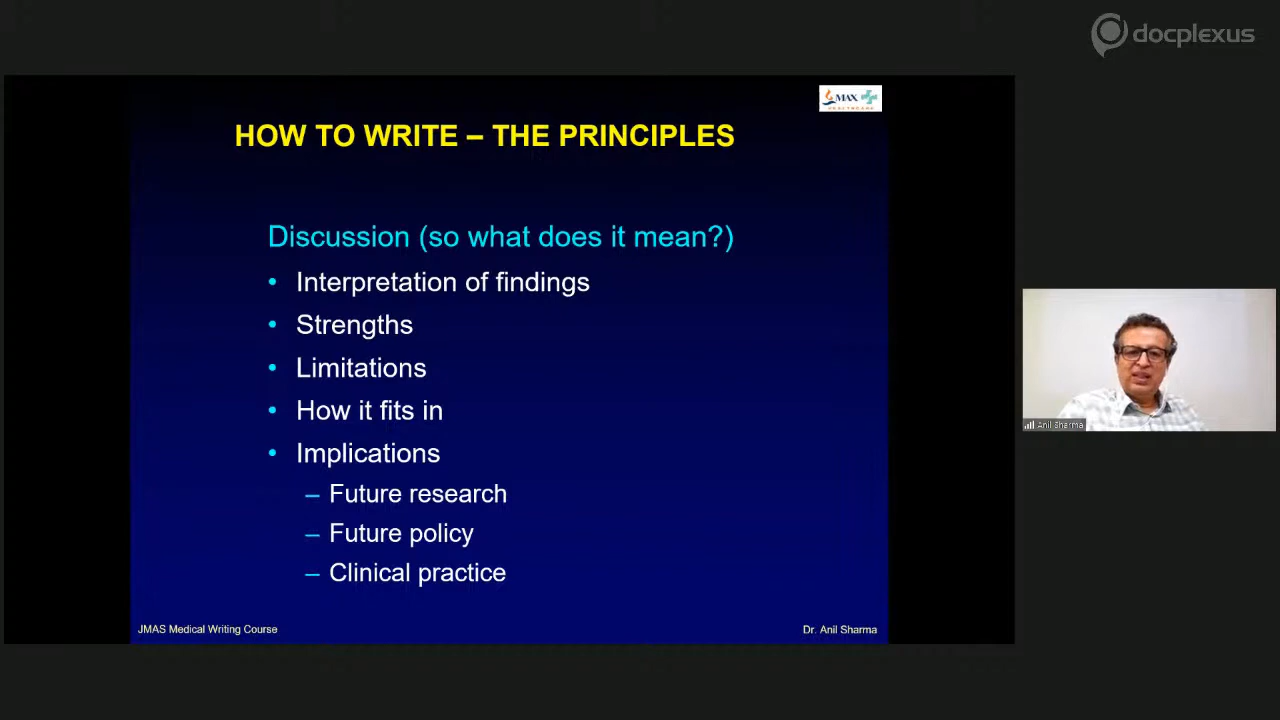 docplexus
MAX
HEALTHCARE
HOW TO WRITE – THE PRINCIPLES
Discussion (so what does it mean?)
• Interpretation of findings
• Strengths
• Limitations
• How it fits in
• Implications
– Future research
– Future policy
– Clinical practice
JMAS Medical Writing Course
Dr. Anil Sharma
Anil Sharma